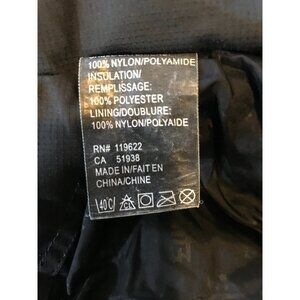 100% NYLON/POLYAMIDE
INSULATION/
REMPLISSAGE:
100% POLYESTER
LINING/DOUBLURE:
100% NYLON/POLYAIDE
RN# 119622
CA 51938
MADE IN/FAIT EN
CHINA/CHINE
40C